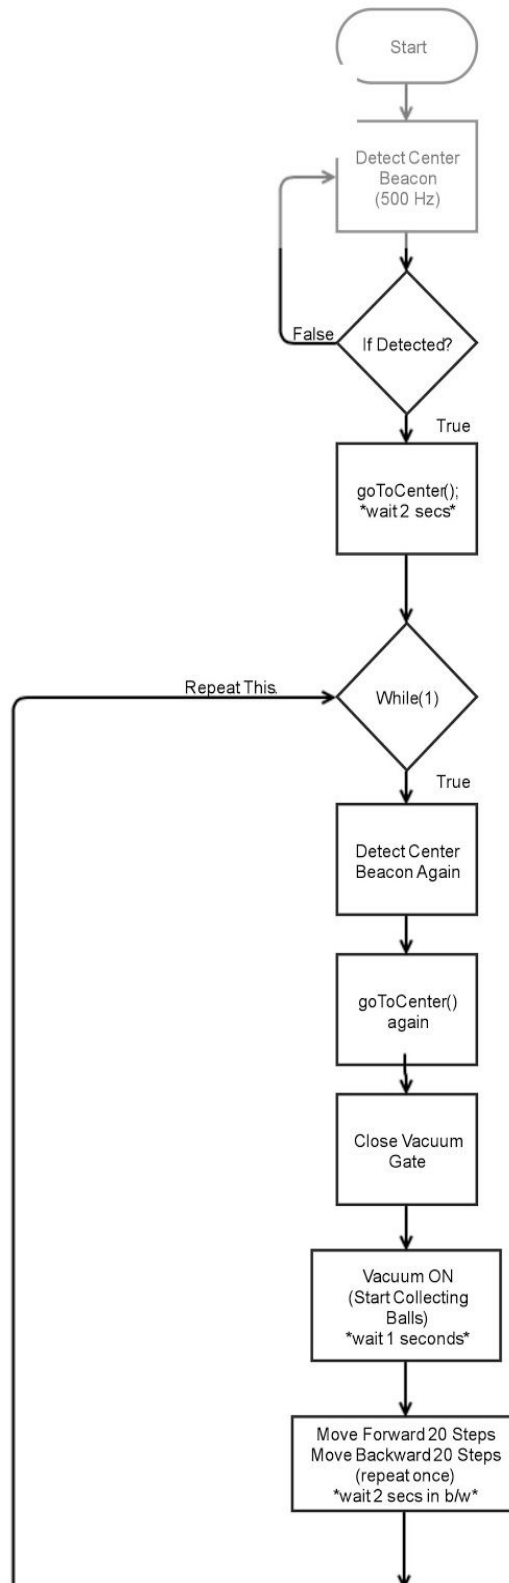 Start
Detect Center
Beacon
(500 Hz)
False
If Detected?
True
goToCenter();
*wait 2 secs*
Repeat This.
While(1)
True
Detect Center
Beacon Again
goToCenter()
again
Close Vacuum
Gate
Vacuum ON
(Start Collecting
Balls)
*wait 1 seconds*
Move Forward 20 Steps
Move Backward 20 Steps
(repeat once)
*wait 2 secs in b/w*